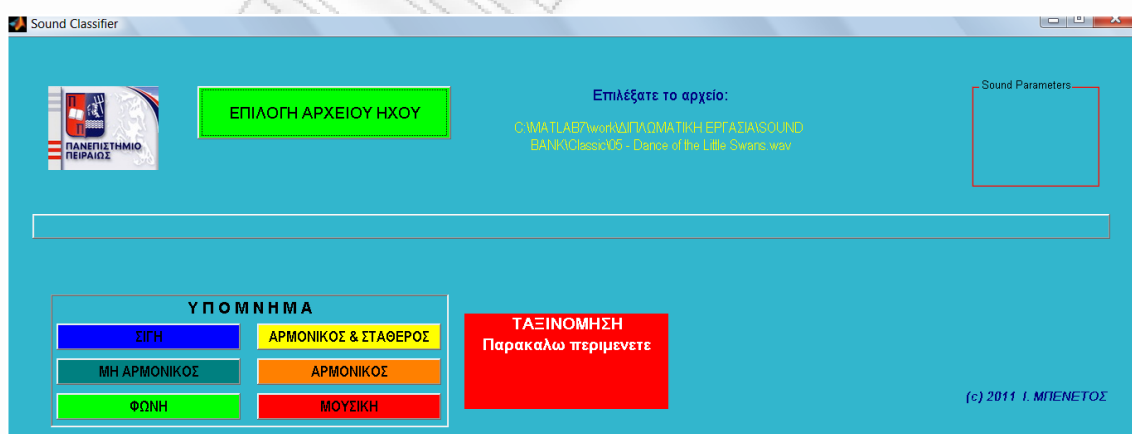 Sound Classifier
ΠΑΝΕΠΙΣΤΗΜΙΟ
ΠΕΙΡΑΙΩΣ
ΕΠΙΛΟΓΗ ΑΡΧΕΙΟΥ ΗΧΟΥ
Επιλέξατε το αρχείο:
C:\MATLAB7\work\ΔΙΠΛΩΜΑΤΙΚΗ ΕΡΓΑΣΙΑ\SOUND
BANK\Classic\05 - Dance of the Little Swans.wav
Sound Parameters
Υ Π Ο Μ Ν Η Μ Α
ΣΙΓΗ
ΑΡΜΟΝΙΚΟΣ & ΣΤΑΘΕΡΟΣ
ΜΗ ΑΡΜΟΝΙΚΟΣ
ΑΡΜΟΝΙΚΟΣ
ΦΩΝΗ
ΜΟΥΣΙΚΗ
ΤΑΞΙΝΟΜΗΣΗ
Παρακαλω περιμενετε
(c) 2011 Ι. ΜΠΕΝΕΤΟΣ